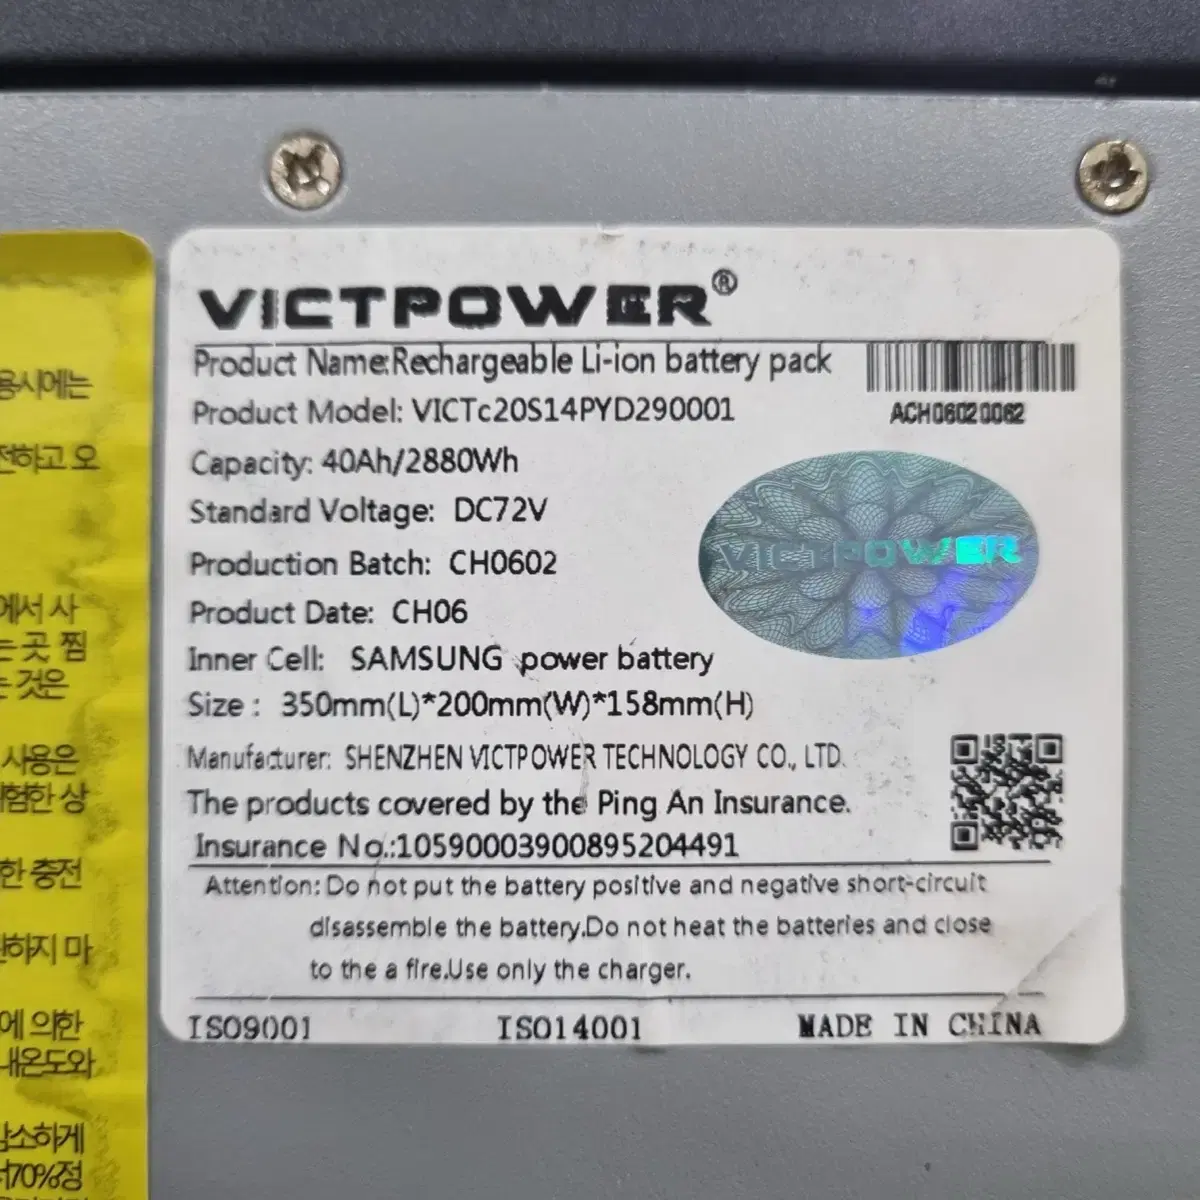 VICTPOWER®
Product Name:Rechargeable Li-ion battery pack
ACH06020062
Product Model: VICTc20S14PYD290001
Capacity: 40Ah/2880Wh
Standard Voltage: DC72V
VICTPOWER
Production Batch: CH0602
Product Date: CH06
Inner Cell: SAMSUNG power battery
Size : 350mm(L)*200mm(W)*158mm(H)
Manufacturer: SHENZHEN VICTPOWER TECHNOLOGY CO., LTD.
The products covered by the Ping An Insurance.
Insurance No.:10590003900895204491
Attention: Do not put the battery positive and negative short-circuit
disassemble the battery.Do not heat the batteries and close
to the a fire.Use only the charger.
ISO9001 ISO14001 MADE IN CHINA
용시에는
전하고 오
에서 사
는 곳 찜
는 것은
사용은
위험한 상
한 충전
하지 마
에 의한
내온도와
감소하게
70%정